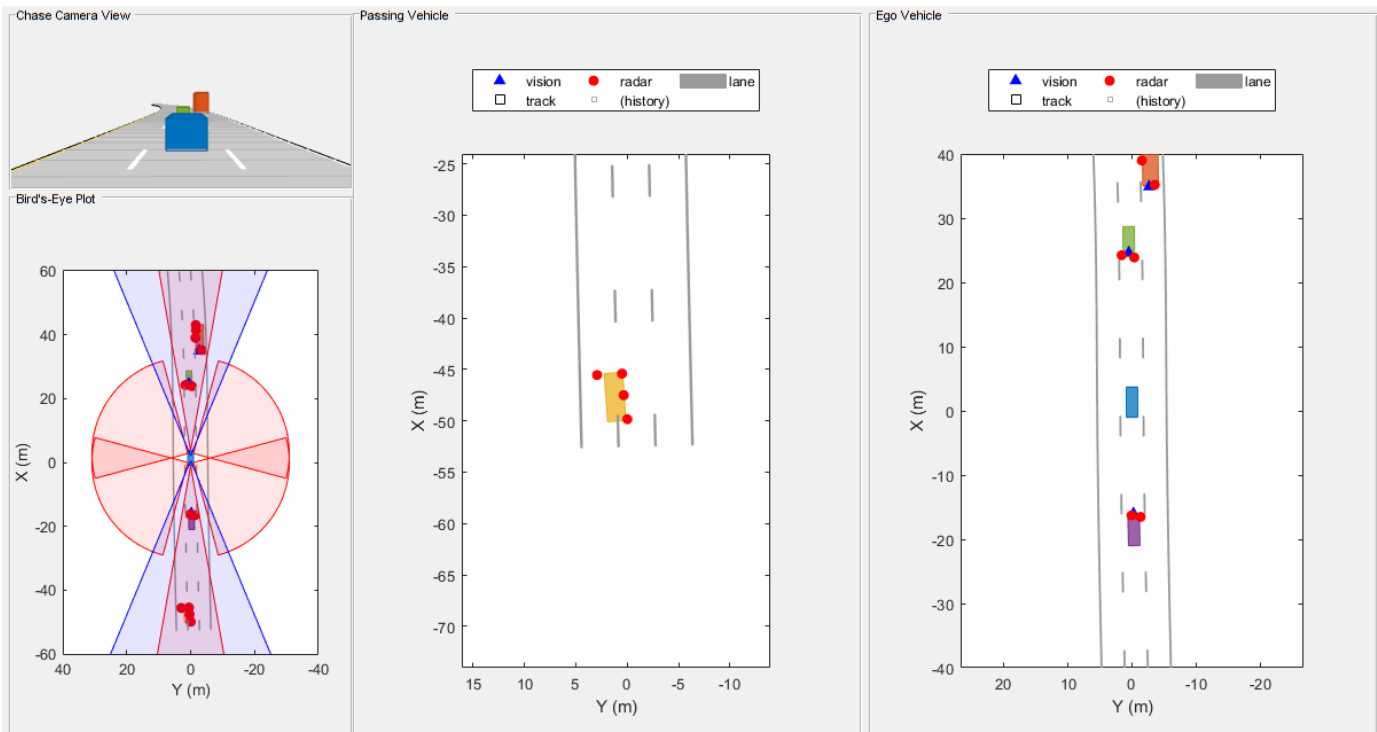 Chase Camera View
Bird's-Eye Plot
60
40
20
0
-20
-40
-60
X (m)
40 20 0 -20 -40
Y (m)
Passing Vehicle
vision radar lane
track (history)
-25
-30
-35
-40
-45
-50
-55
-60
-65
-70
X (m)
15 10 5 0 -5 -10
Y (m)
Ego Vehicle
vision radar lane
track (history)
40
30
20
10
0
-10
-20
-30
-40
X (m)
20 10 0 -10 -20
Y (m)